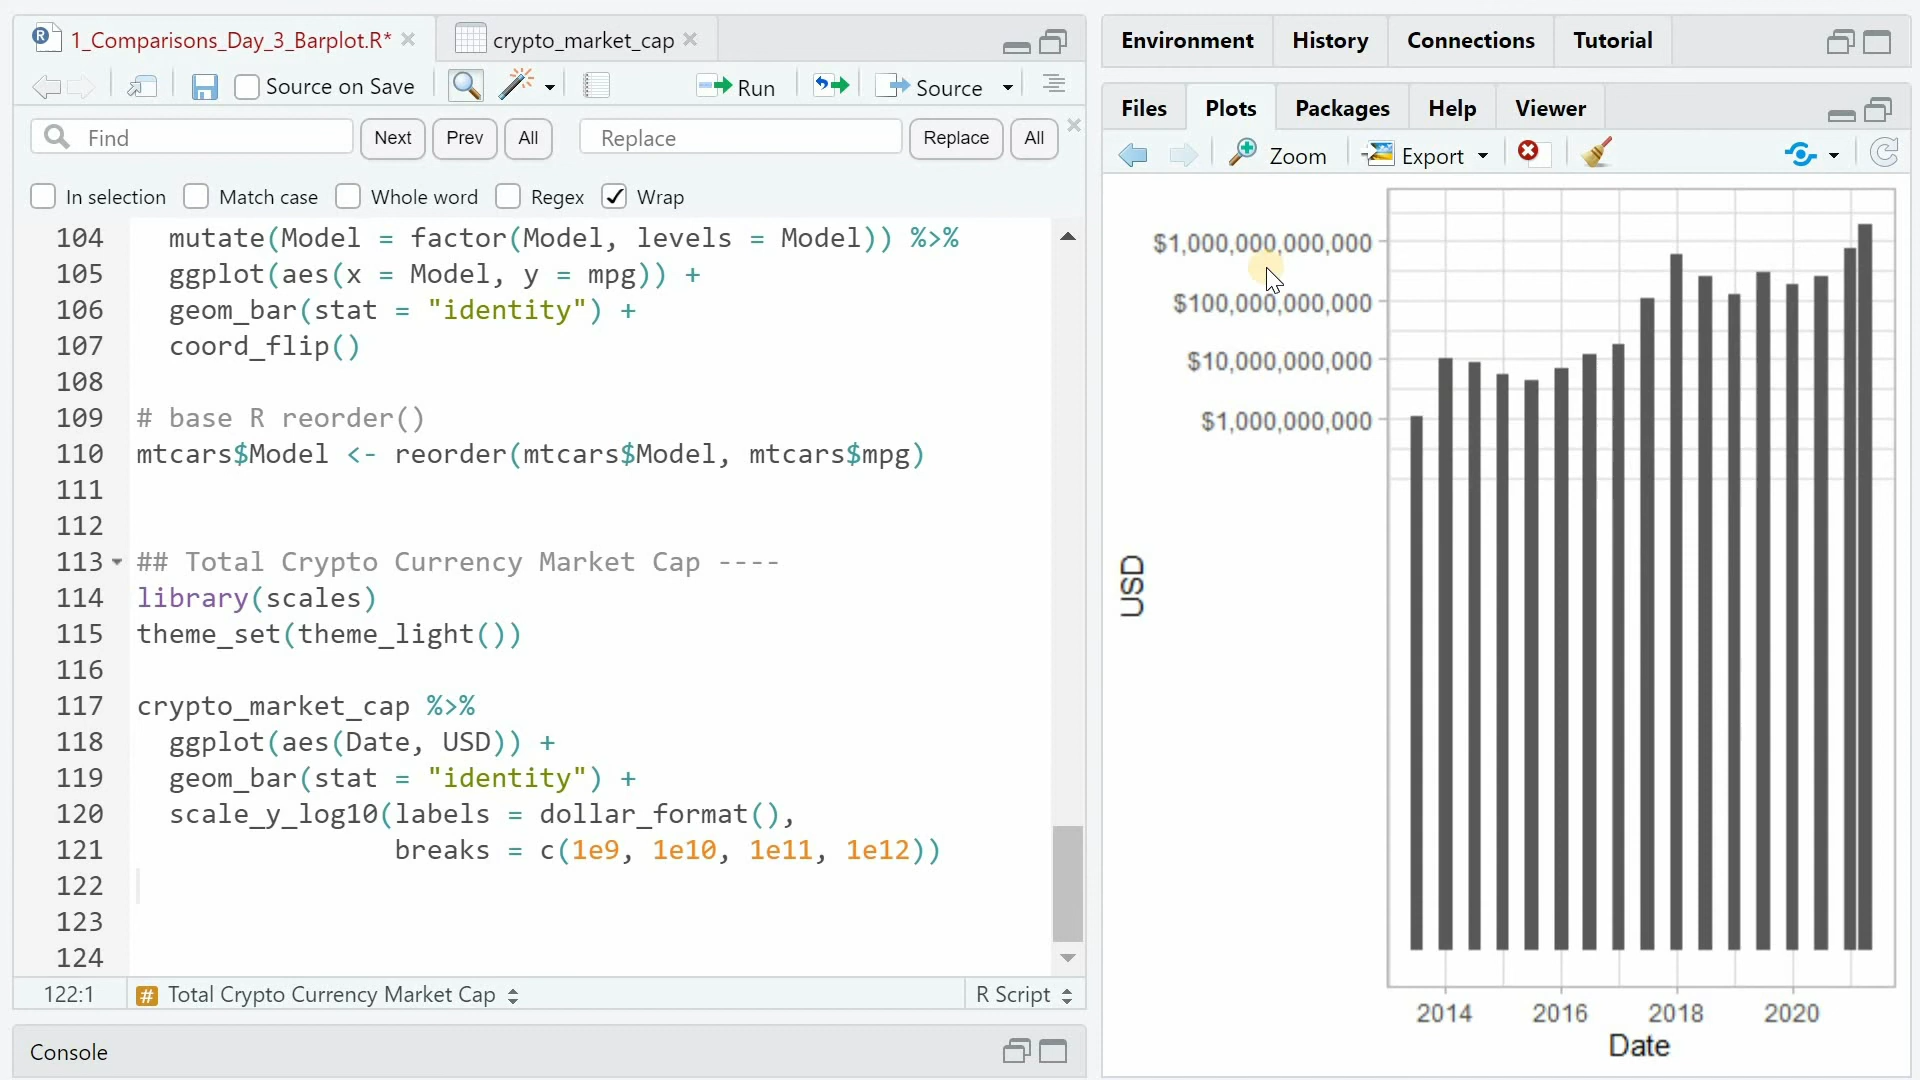 1_Comparisons_Day_3_Barplot.R*
crypto_market_cap
Source on Save
Run
Source
Find
Next
Prev
All
Replace
Replace
All
In selection
Match case
Whole word
Regex
Wrap
104 mutate(Model = factor(Model, levels = Model)) %>%
105 ggplot(aes(x = Model, y = mpg)) +
106 geom_bar(stat = "identity") +
107 coord_flip()
108
109 # base R reorder()
110 mtcars$Model <- reorder(mtcars$Model, mtcars$mpg)
111
112
113 ## Total Crypto Currency Market Cap ----
114 library(scales)
115 theme_set(theme_light())
116
117 crypto_market_cap %>%
118 ggplot(aes(Date, USD)) +
119 geom_bar(stat = "identity") +
120 scale_y_log10(labels = dollar_format(),
121 breaks = c(1e9, 1e10, 1e11, 1e12))
122
123
124
122:1
# Total Crypto Currency Market Cap
R Script
Console
Environment
History
Connections
Tutorial
Files
Plots
Packages
Help
Viewer
Zoom
Export
$1,000,000,000,000
$100,000,000,000
$10,000,000,000
$1,000,000,000
USD
2014
2016
2018
2020
Date